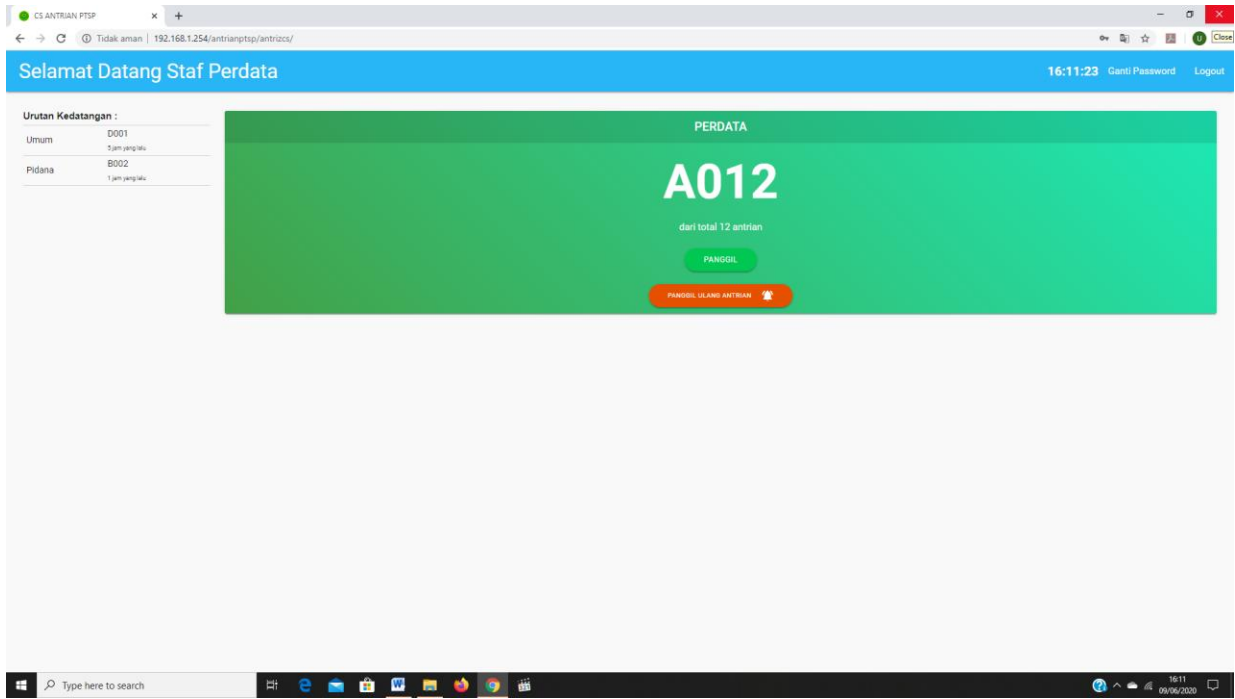 CS ANTRIAN PTSP
Tidak aman | 192.168.1.254/antrianptsp/antrizcs/
U
Close
Selamat Datang Staf Perdata
16:11:23 Ganti Password Logout
Urutan Kedatangan :
Umum D001
5 jam yang lalu
Pidana B002
1 jam yang lalu
PERDATA
A012
dari total 12 antrian
PANGGIL
PANGGIL ULANG ANTRIAN
Type here to search
16:11
09/06/2020